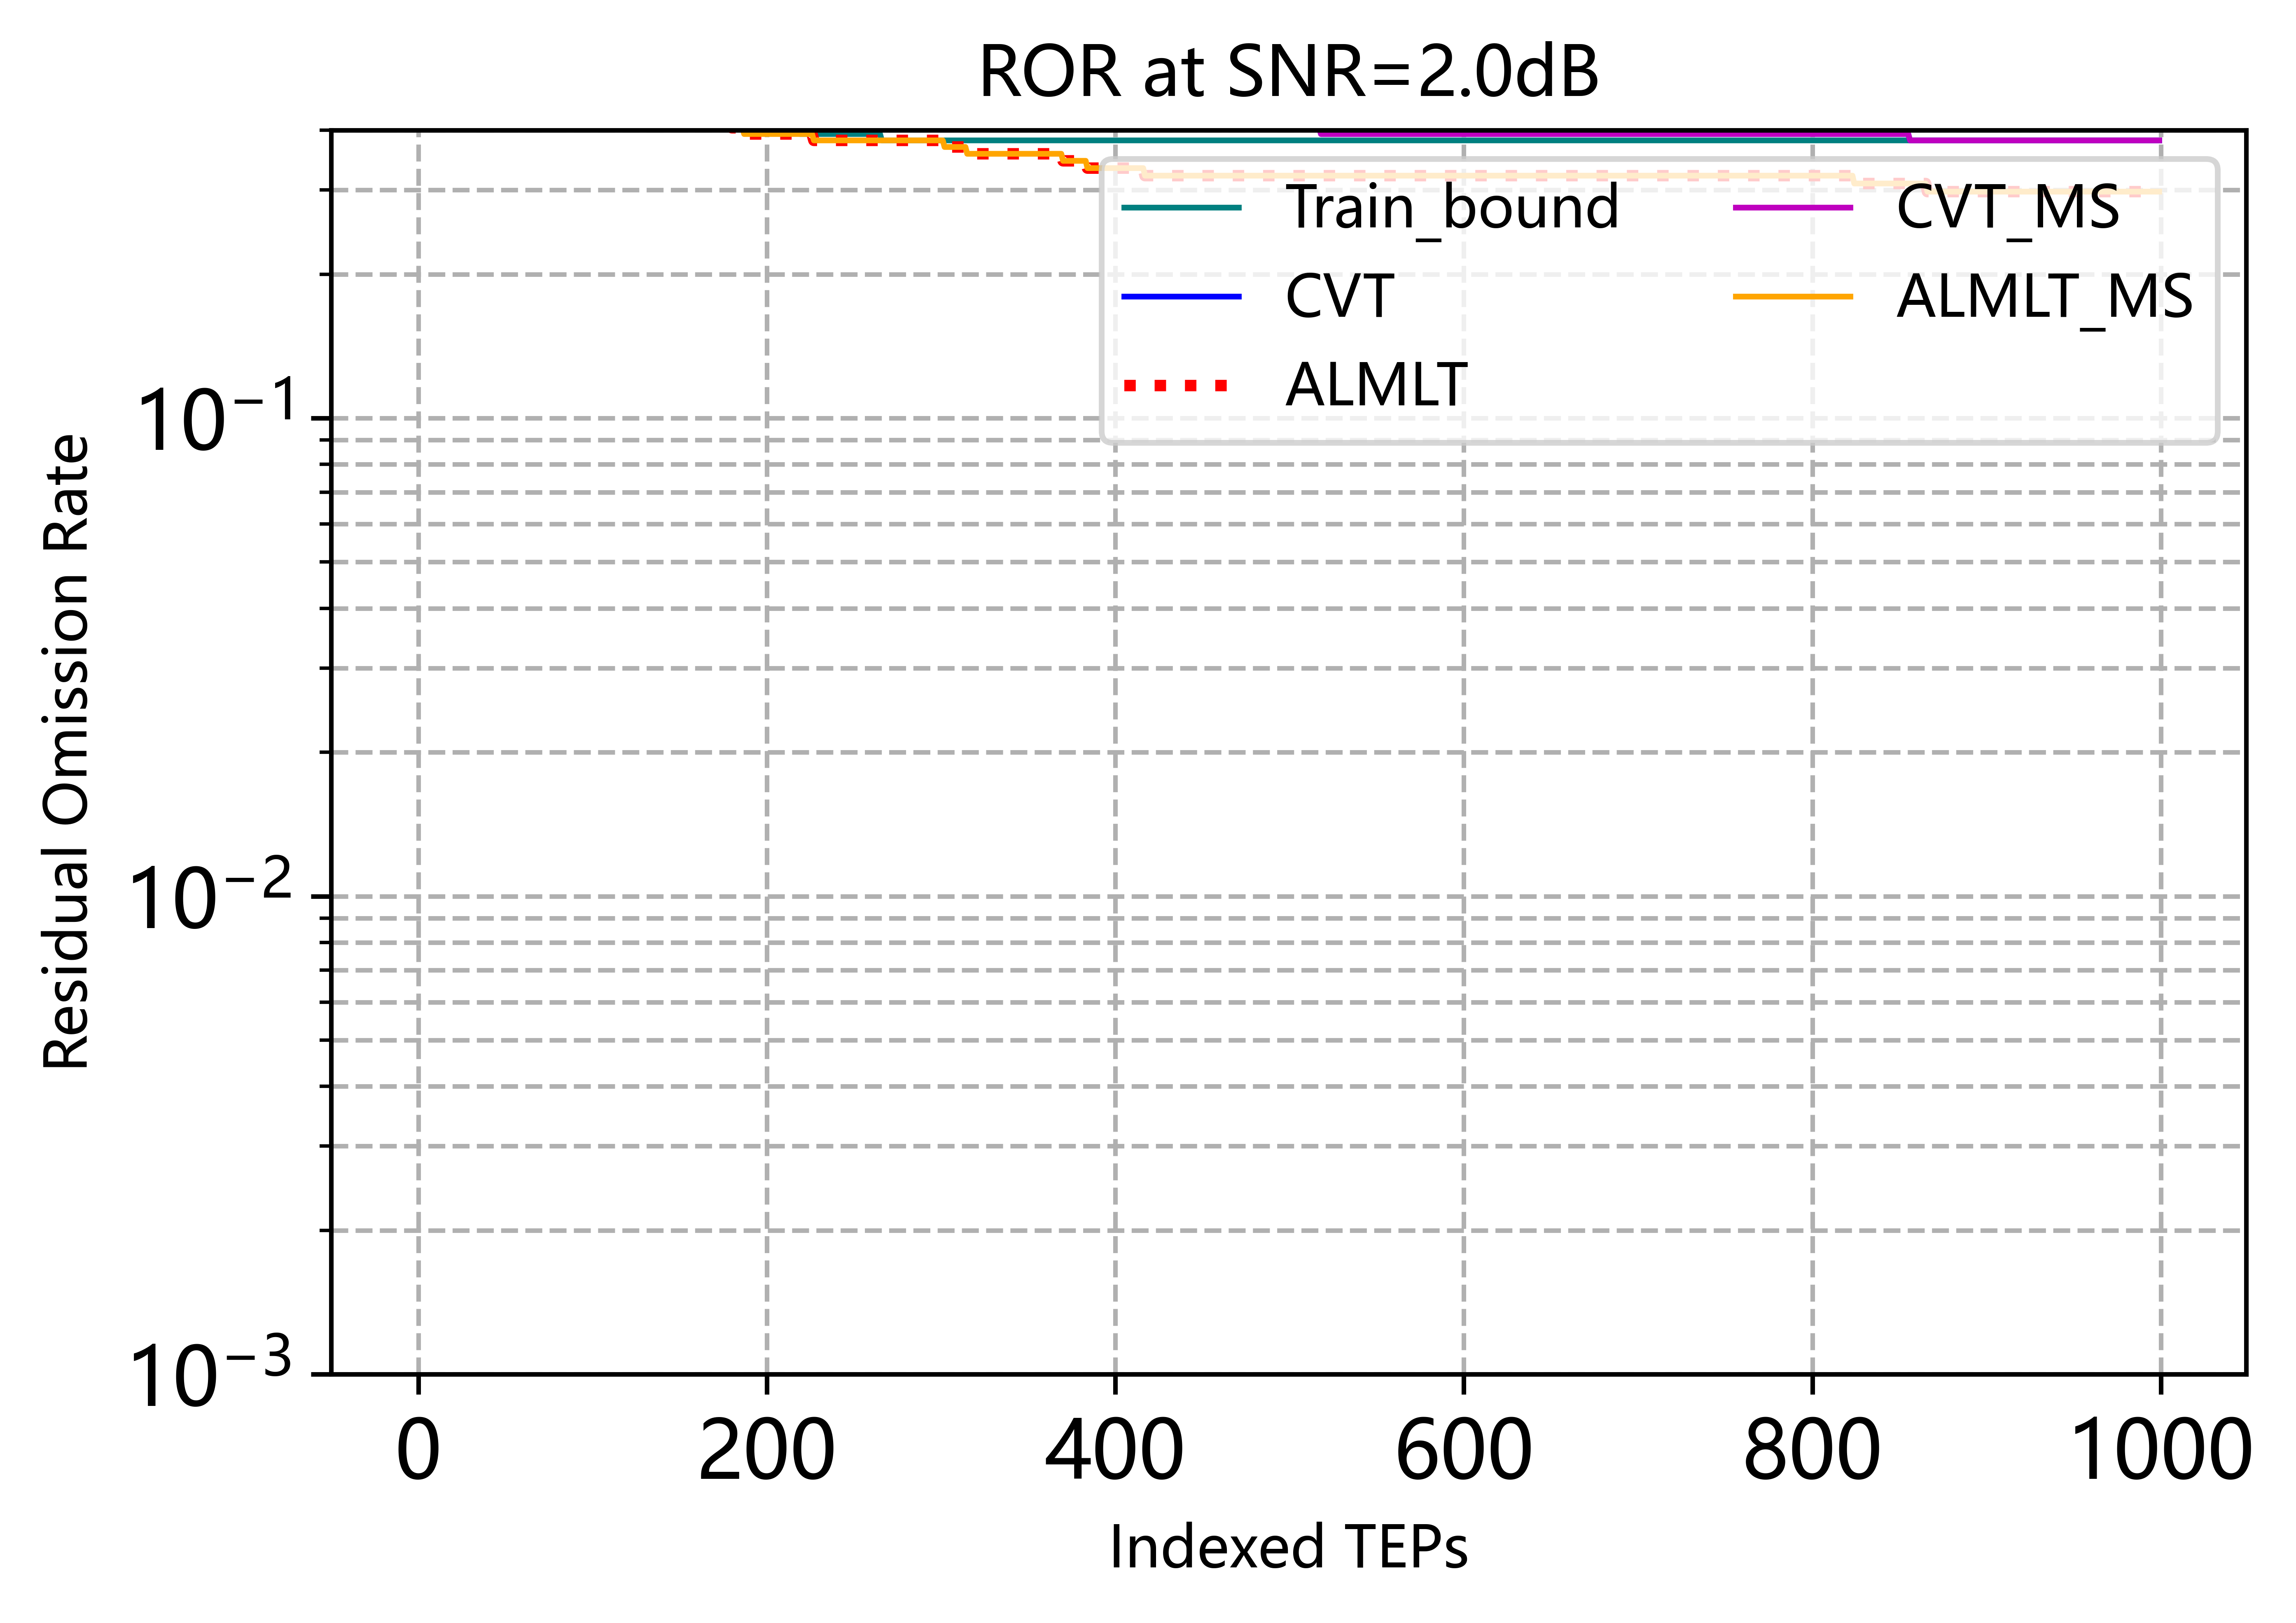 ROR at SNR=2.0dB
Train_bound
CVT
ALMLT
CVT_MS
ALMLT_MS
Residual Omission Rate
10⁻¹
10⁻²
10⁻³
0 200 400 600 800 1000
Indexed TEPs